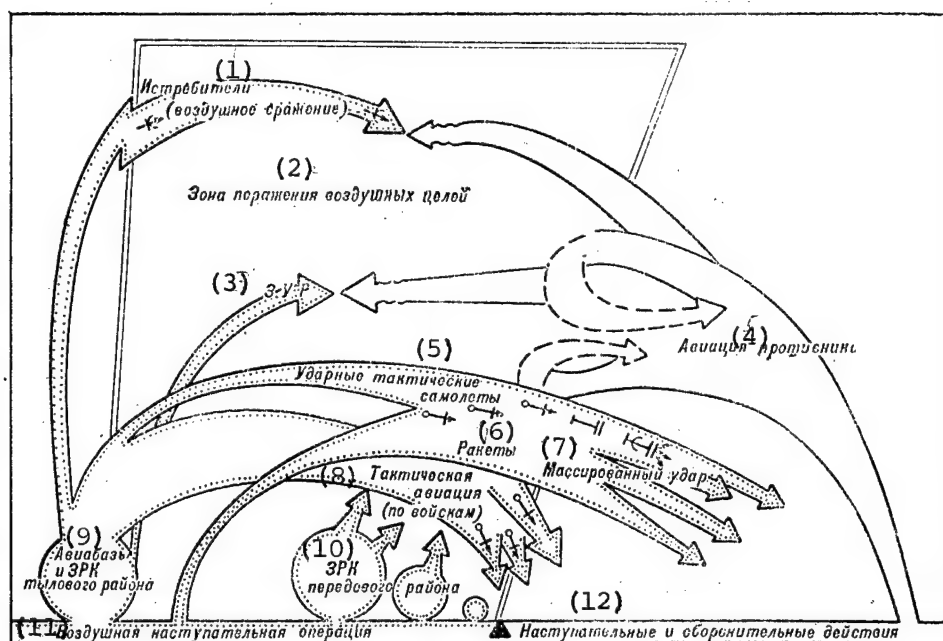 (1)
Истребители
(воздушное сражение)
(2)
Зона поражения воздушных целей
(3)
ЗУР
(4)
Авиация противника
(5)
Ударные тактические
самолеты
(6)
Ракеты
(7)
Массированный удар
(8)
Тактическая
авиация
(по войскам)
(9)
Авиабазы
и ЗРК
тылового района
(10)
ЗРК
передового района
(11) Воздушная наступательная операция
(12)
Наступательные и оборонительные действия